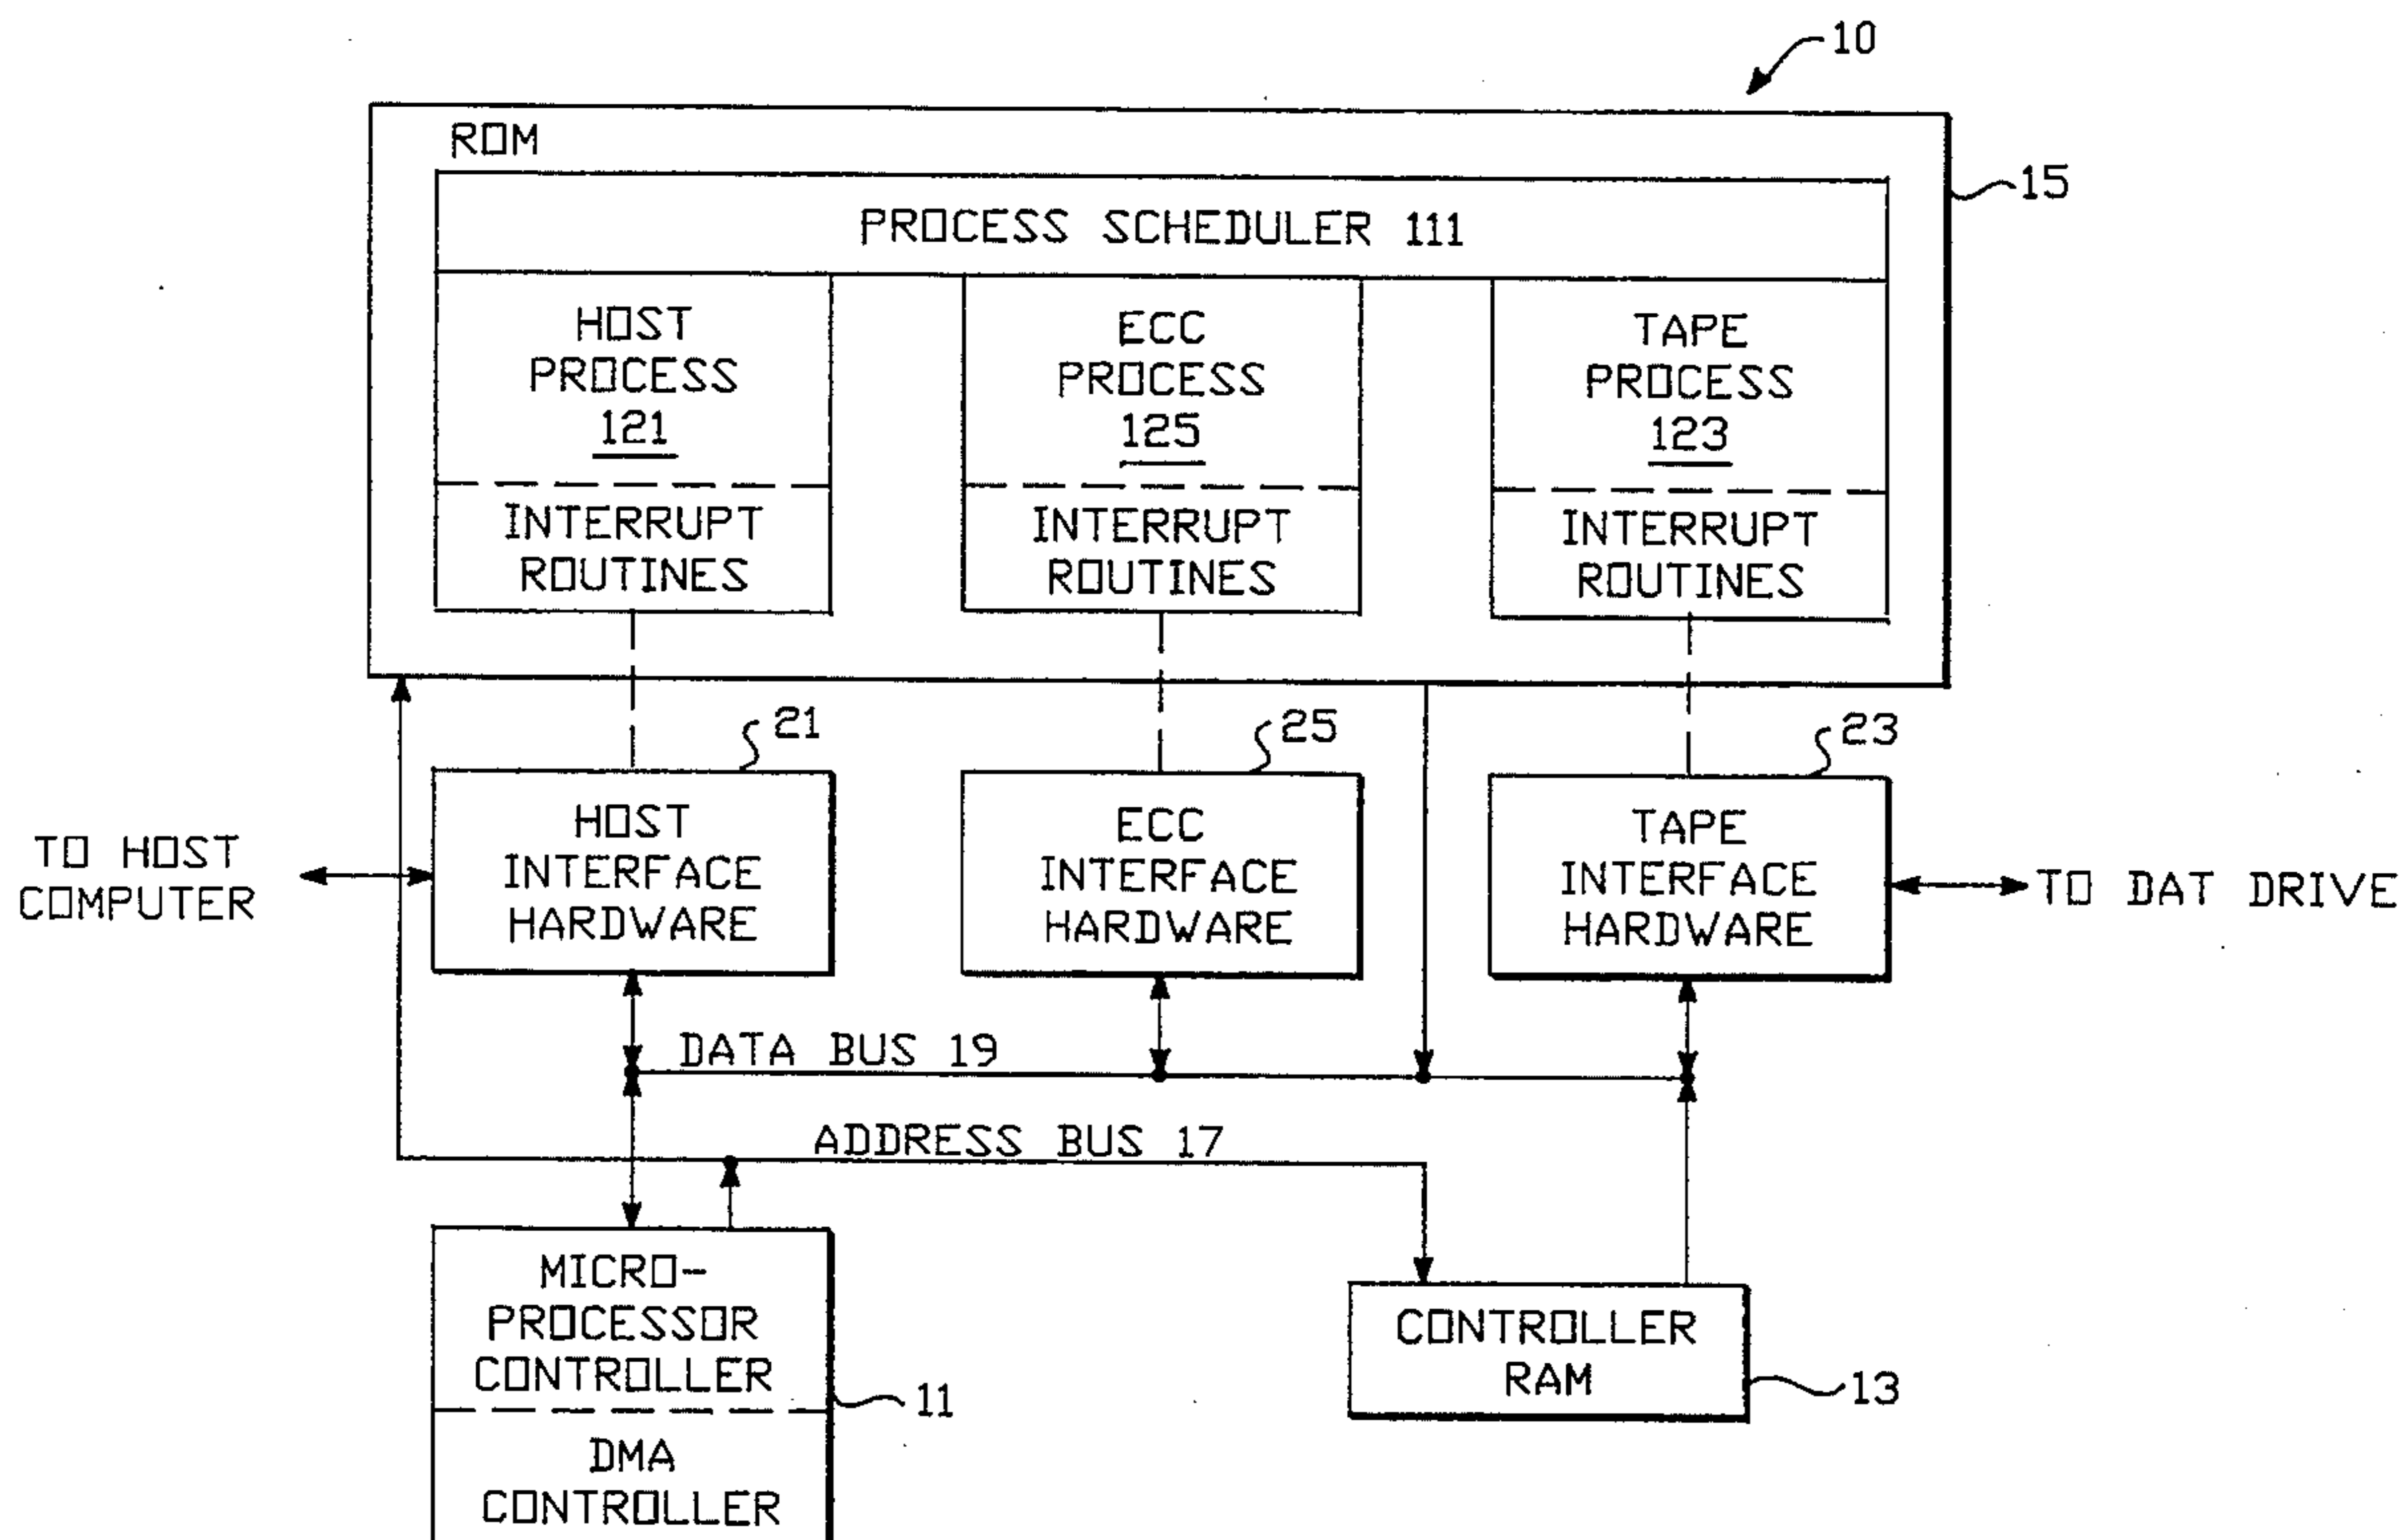 10
ROM
15
PROCESS SCHEDULER 111
HOST
PROCESS
121
INTERRUPT
ROUTINES
ECC
PROCESS
125
INTERRUPT
ROUTINES
TAPE
PROCESS
123
INTERRUPT
ROUTINES
21
25
23
TO HOST
COMPUTER
HOST
INTERFACE
HARDWARE
ECC
INTERFACE
HARDWARE
TAPE
INTERFACE
HARDWARE
TO DAT DRIVE
DATA BUS 19
ADDRESS BUS 17
MICRO-
PROCESSOR
CONTROLLER
11
DMA
CONTROLLER
CONTROLLER
RAM
13